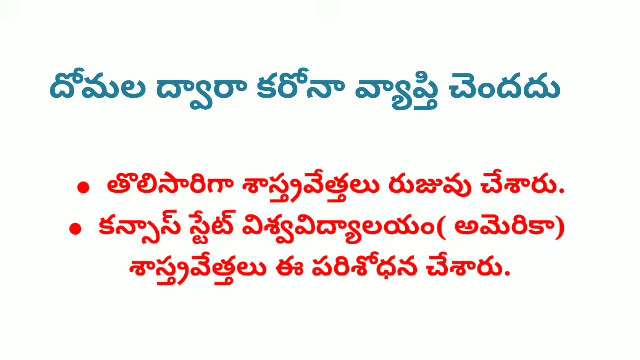 దోమల ద్వారా కరోనా వ్యాప్తి చెందదు
● తొలిసారిగా శాస్త్రవేత్తలు రుజువు చేశారు.
● కన్సాస్ స్టేట్ విశ్వవిద్యాలయం( అమెరికా)
శాస్త్రవేత్తలు ఈ పరిశోధన చేశారు.